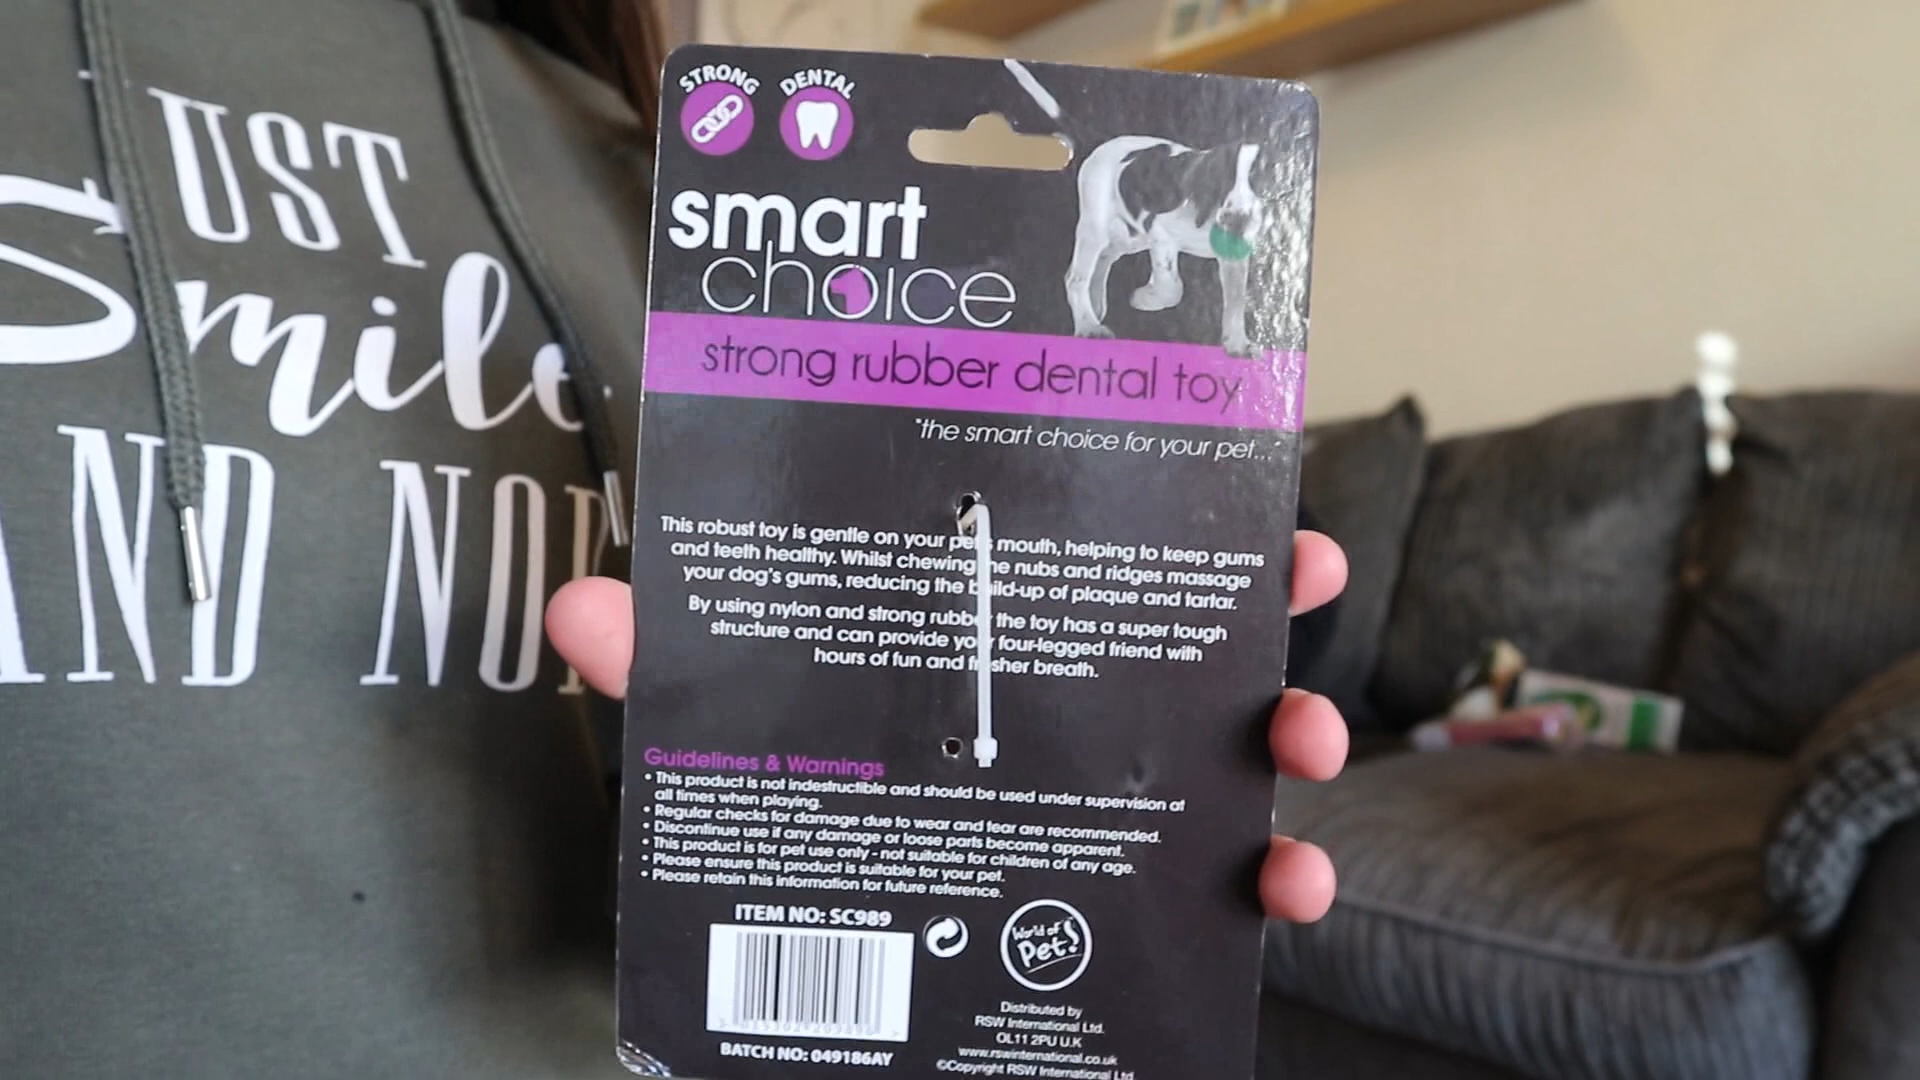 UST
Smile
AND NOD
STRONG
DENTAL
smart
choice
strong rubber dental toy
"the smart choice for your pet..."
This robust toy is gentle on your pets mouth, helping to keep gums
and teeth healthy. Whilst chewing the nubs and ridges massage
your dog's gums, reducing the build-up of plaque and tartar.
By using nylon and strong rubber the toy has a super tough
structure and can provide your four-legged friend with
hours of fun and fresher breath.
Guidelines & Warnings
• This product is not indestructible and should be used under supervision at
all times when playing.
• Regular checks for damage due to wear and tear are recommended.
• Discontinue use if any damage or loose parts become apparent.
• This product is for pet use only - not suitable for children of any age.
• Please ensure this product is suitable for your pet.
• Please retain this information for future reference.
ITEM NO: SC989
BATCH NO: 049186AY
World of
Pet!
Distributed by
RSW International Ltd.
OL11 2PU U.K
www.rswinternational.co.uk
©Copyright RSW International Ltd.